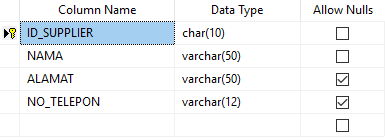 Column Name Data Type Allow Nulls
ID_SUPPLIER char(10)
NAMA varchar(50)
ALAMAT varchar(50)
NO_TELEPON varchar(12)